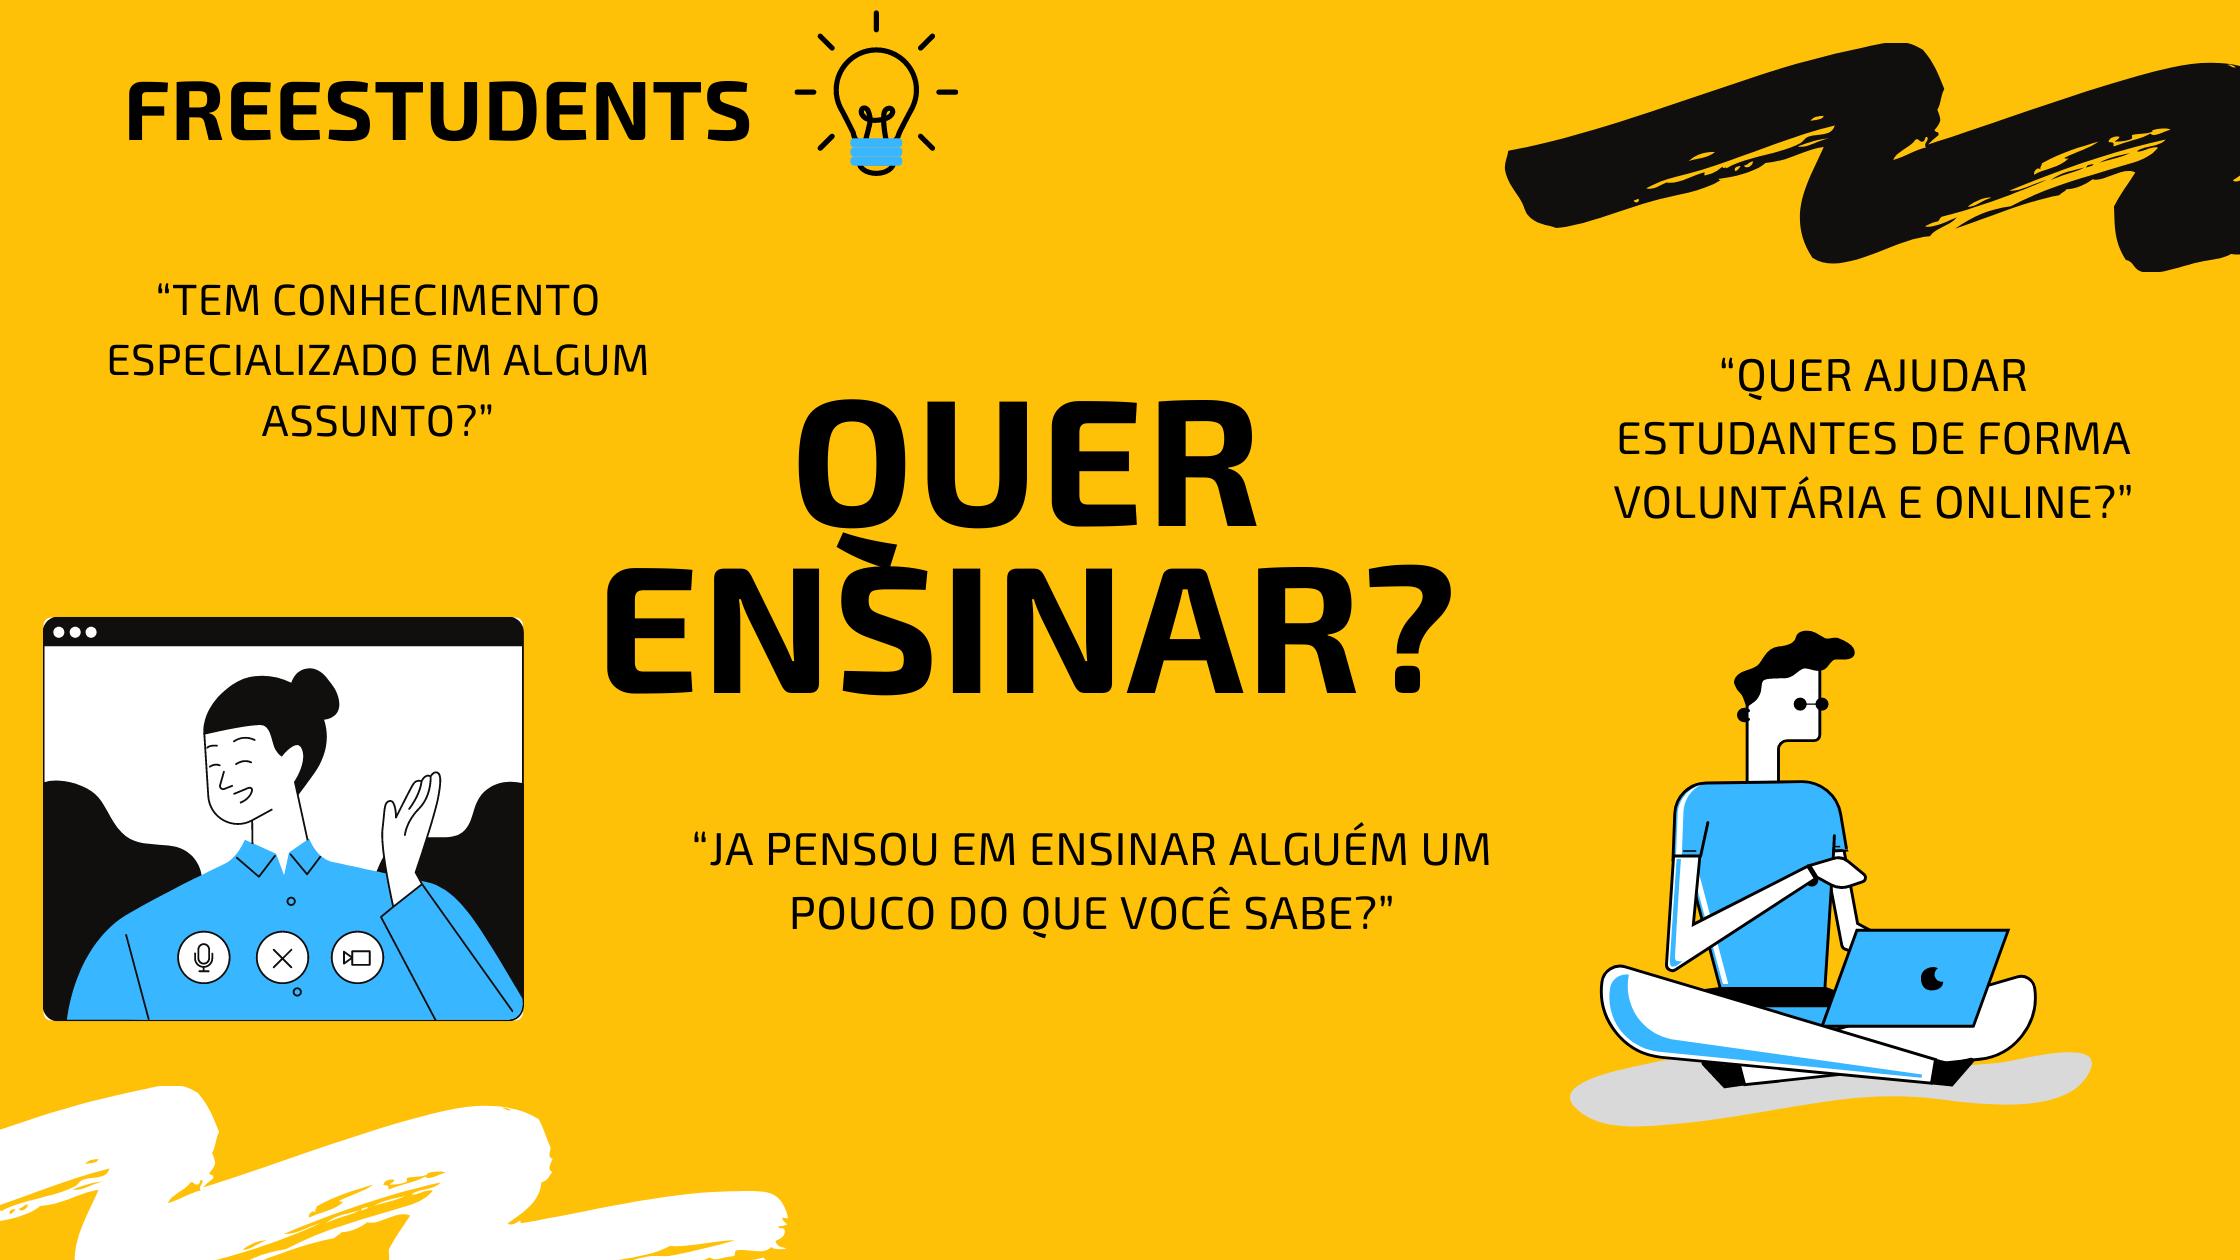 FREESTUDENTS
“TEM CONHECIMENTO
ESPECIALIZADO EM ALGUM
ASSUNTO?”
QUER
ENSINAR?
“QUER AJUDAR
ESTUDANTES DE FORMA
VOLUNTÁRIA E ONLINE?”
“JA PENSOU EM ENSINAR ALGUÉM UM
POUCO DO QUE VOCÊ SABE?”